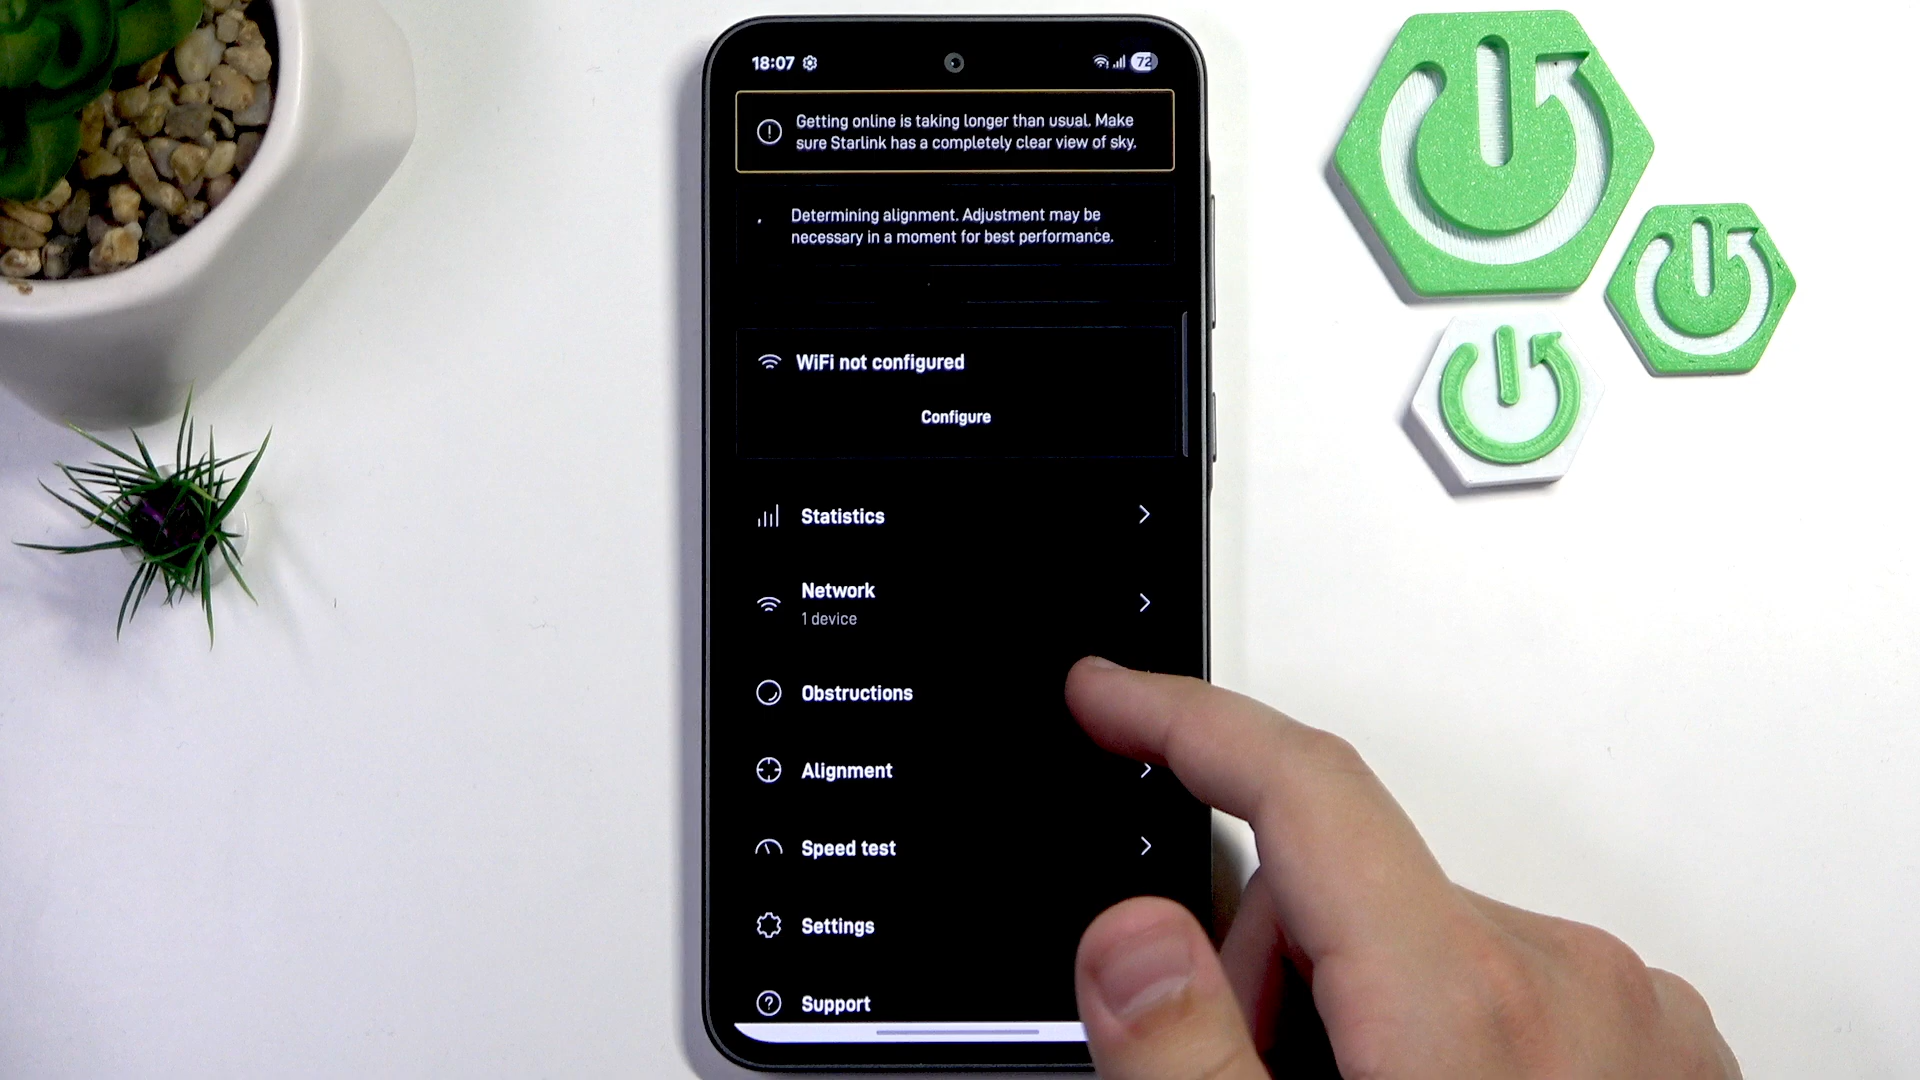 18:07
72
Getting online is taking longer than usual. Make
sure Starlink has a completely clear view of sky.
Determining alignment. Adjustment may be
necessary in a moment for best performance.
WiFi not configured
Configure
Statistics
Network
1 device
Obstructions
Alignment
Speed test
Settings
Support